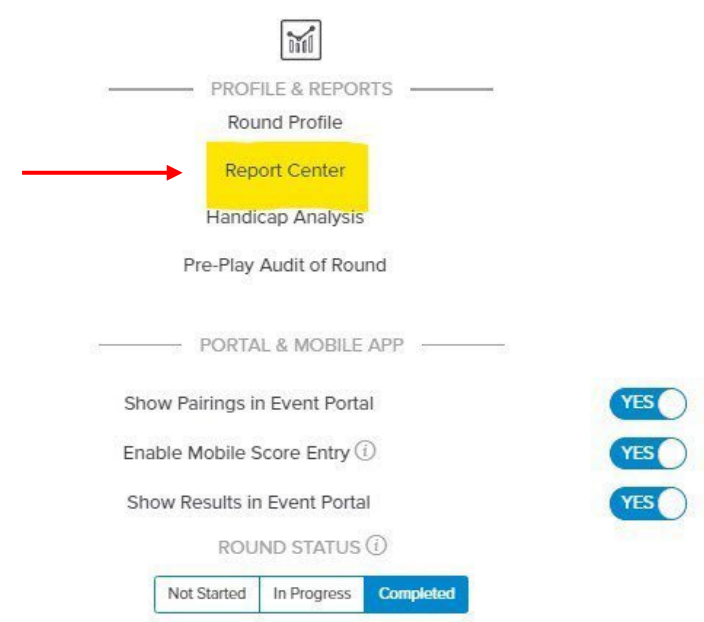 PROFILE & REPORTS
Round Profile
Report Center
Handicap Analysis
Pre-Play Audit of Round
PORTAL & MOBILE APP
Show Pairings in Event Portal YES
Enable Mobile Score Entry i YES
Show Results in Event Portal YES
ROUND STATUS i
Not Started In Progress Completed